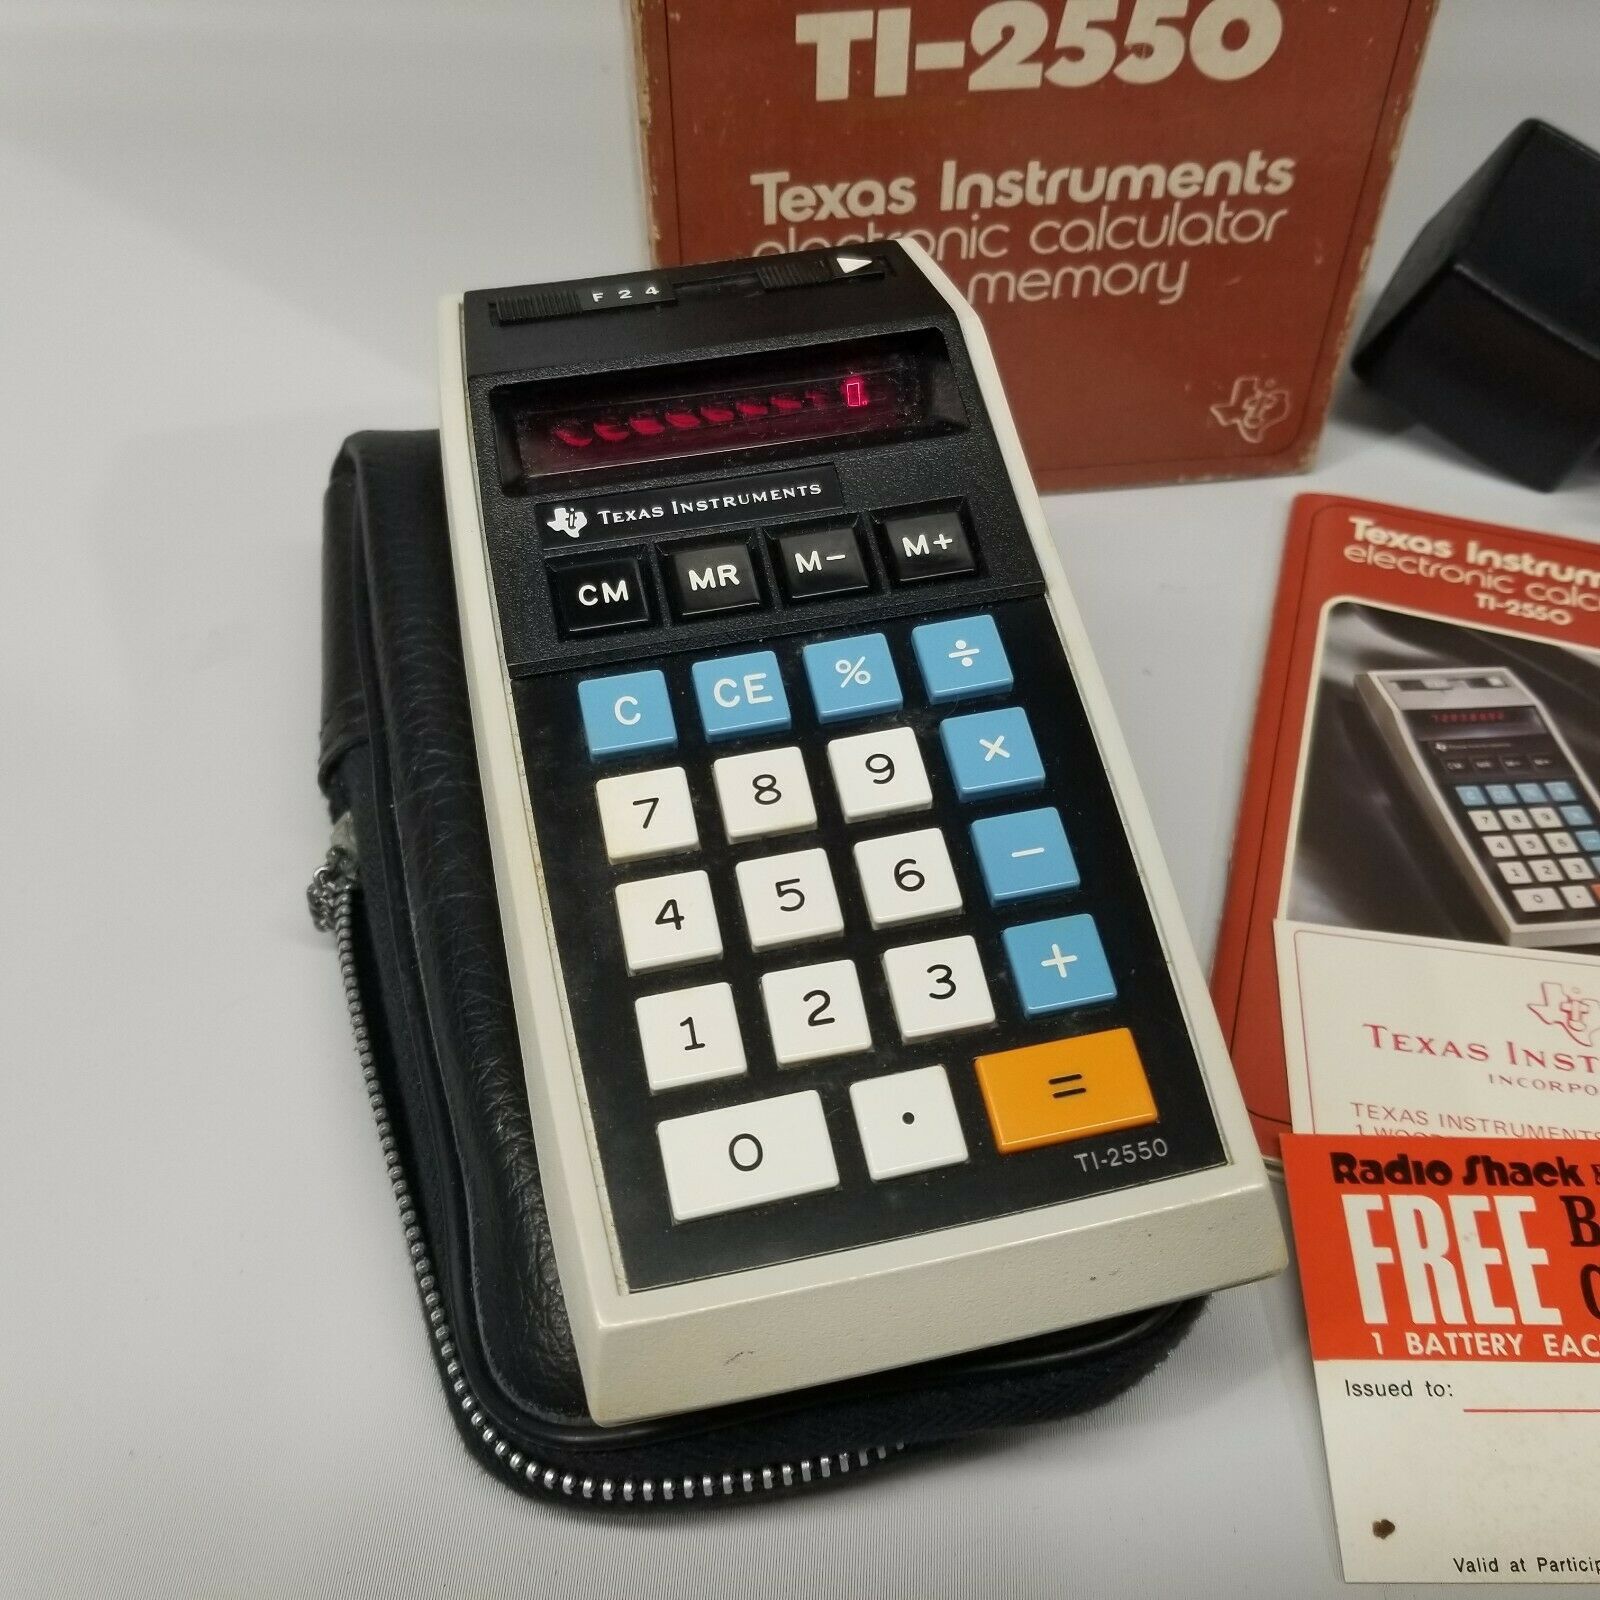 TI-2550
Texas Instruments
electronic calculator
memory
F 2 4
0.
TEXAS INSTRUMENTS
CM MR M− M+
C CE % ÷
7 8 9 ×
4 5 6 −
1 2 3 +
0 . =
TI-2550
Texas Instrum
electronic calc
TI-2550
TEXAS INST
INCORPO
TEXAS INSTRUMENTS
Radio Shack
FREE B
1 BATTERY EAC
Issued to:
Valid at Particip